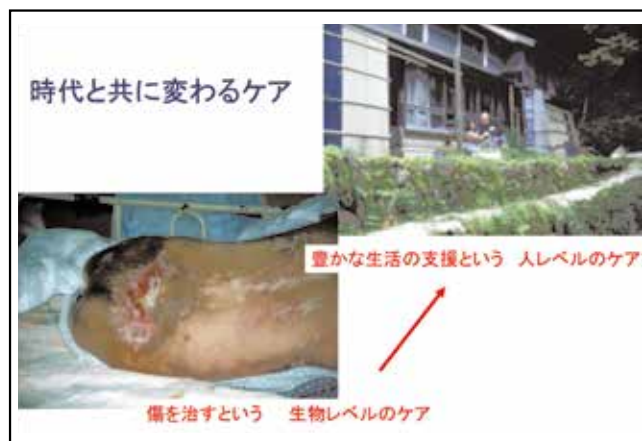 時代と共に変わるケア
豊かな生活の支援という 人レベルのケア
傷を治すという 生物レベルのケア